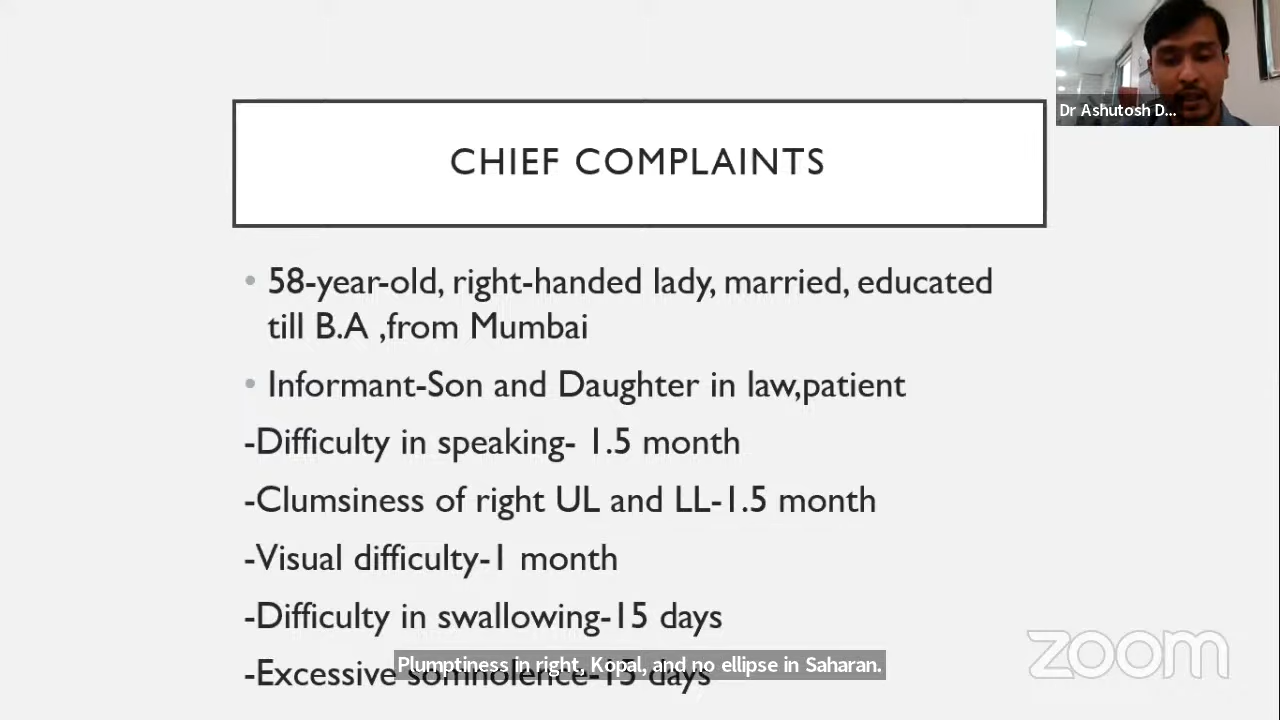 Dr Ashutosh D...
CHIEF COMPLAINTS
• 58-year-old, right-handed lady, married, educated
till B.A ,from Mumbai
• Informant-Son and Daughter in law,patient
-Difficulty in speaking- 1.5 month
-Clumsiness of right UL and LL-1.5 month
-Visual difficulty-1 month
-Difficulty in swallowing-15 days
-Excessive somnolence-15 days
Plumptiness in right, Kopal, and no ellipse in Saharan.
zoom